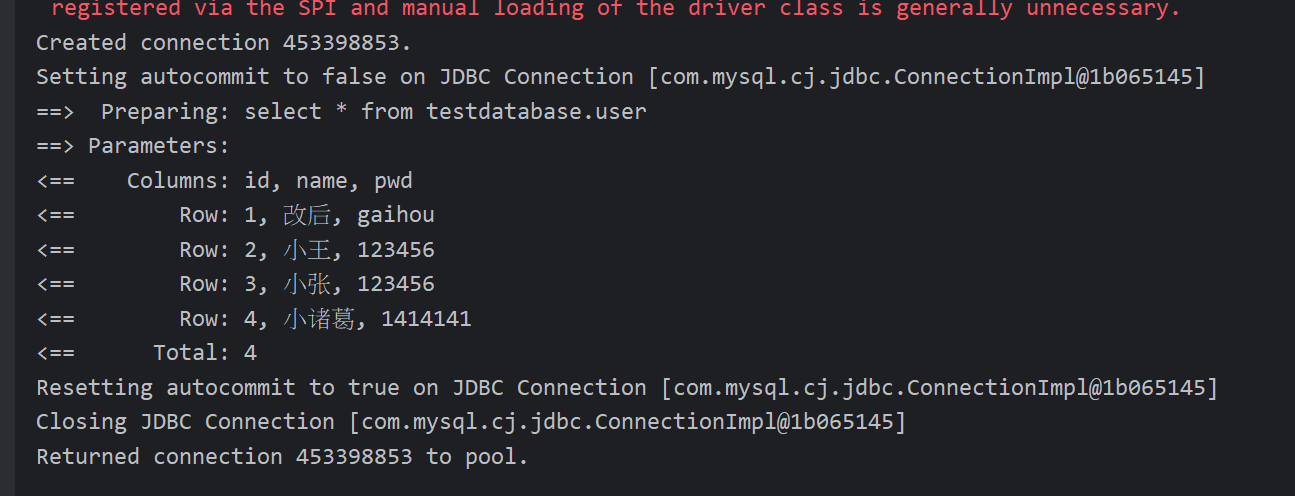 registered via the SPI and manual loading of the driver class is generally unnecessary.
Created connection 453398853.
Setting autocommit to false on JDBC Connection [com.mysql.cj.jdbc.ConnectionImpl@1b065145]
==>  Preparing: select * from testdatabase.user
==> Parameters:
<==    Columns: id, name, pwd
<==        Row: 1, 改后, gaihou
<==        Row: 2, 小王, 123456
<==        Row: 3, 小张, 123456
<==        Row: 4, 小诸葛, 1414141
<==      Total: 4
Resetting autocommit to true on JDBC Connection [com.mysql.cj.jdbc.ConnectionImpl@1b065145]
Closing JDBC Connection [com.mysql.cj.jdbc.ConnectionImpl@1b065145]
Returned connection 453398853 to pool.